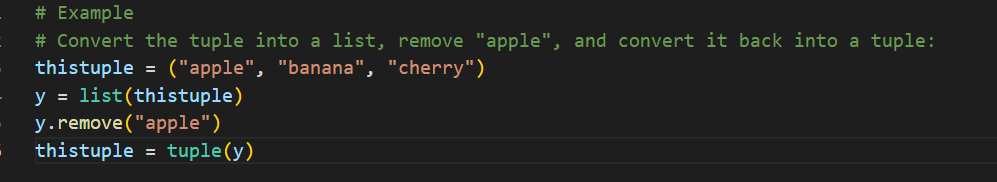 # Example
# Convert the tuple into a list, remove "apple", and convert it back into a tuple:
thistuple = ("apple", "banana", "cherry")
y = list(thistuple)
y.remove("apple")
thistuple = tuple(y)